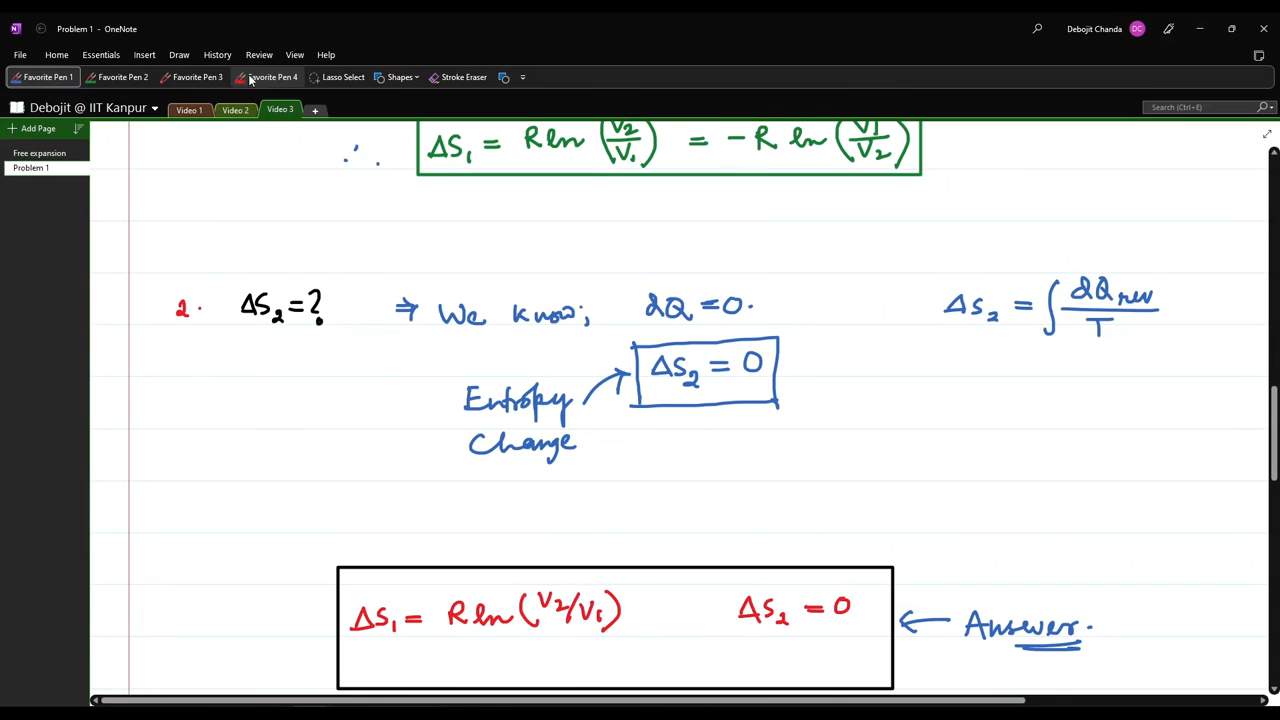 Problem 1 - OneNote
Debojit Chanda DC
File Home Essentials Insert Draw History Review View Help
Favorite Pen 1 Favorite Pen 2 Favorite Pen 3 Favorite Pen 4 Lasso Select Shapes Stroke Eraser
Debojit @ IIT Kanpur Video 1 Video 2 Video 3 + Search (Ctrl+E)
Add Page
Free expansion
Problem 1
∴ ΔS₁ = R ln (V₂/V₁) = - R ln (V₁/V₂)
2. ΔS₂ = ? ⇒ We know; dQ = 0. ΔS₂ = ∫ dQrev / T
ΔS₂ = 0
Entropy
Change
ΔS₁ = R ln (V₂/V₁) ΔS₂ = 0 ← Answer.